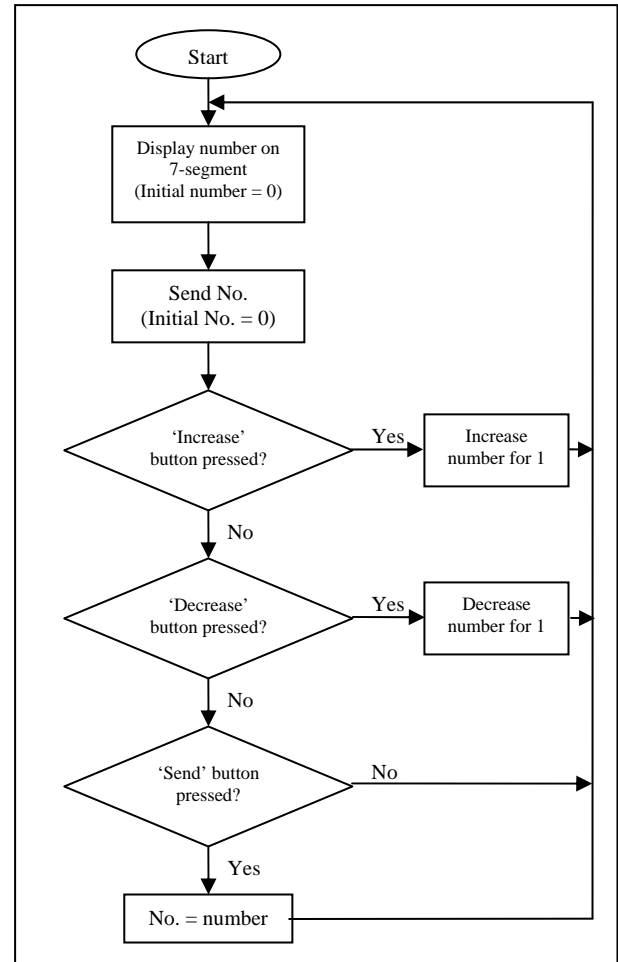 Start
Display number on
7-segment
(Initial number = 0)
Send No.
(Initial No. = 0)
‘Increase’
button pressed?
Yes
Increase
number for 1
No
‘Decrease’
button pressed?
Yes
Decrease
number for 1
No
‘Send’ button
pressed?
No
Yes
No. = number